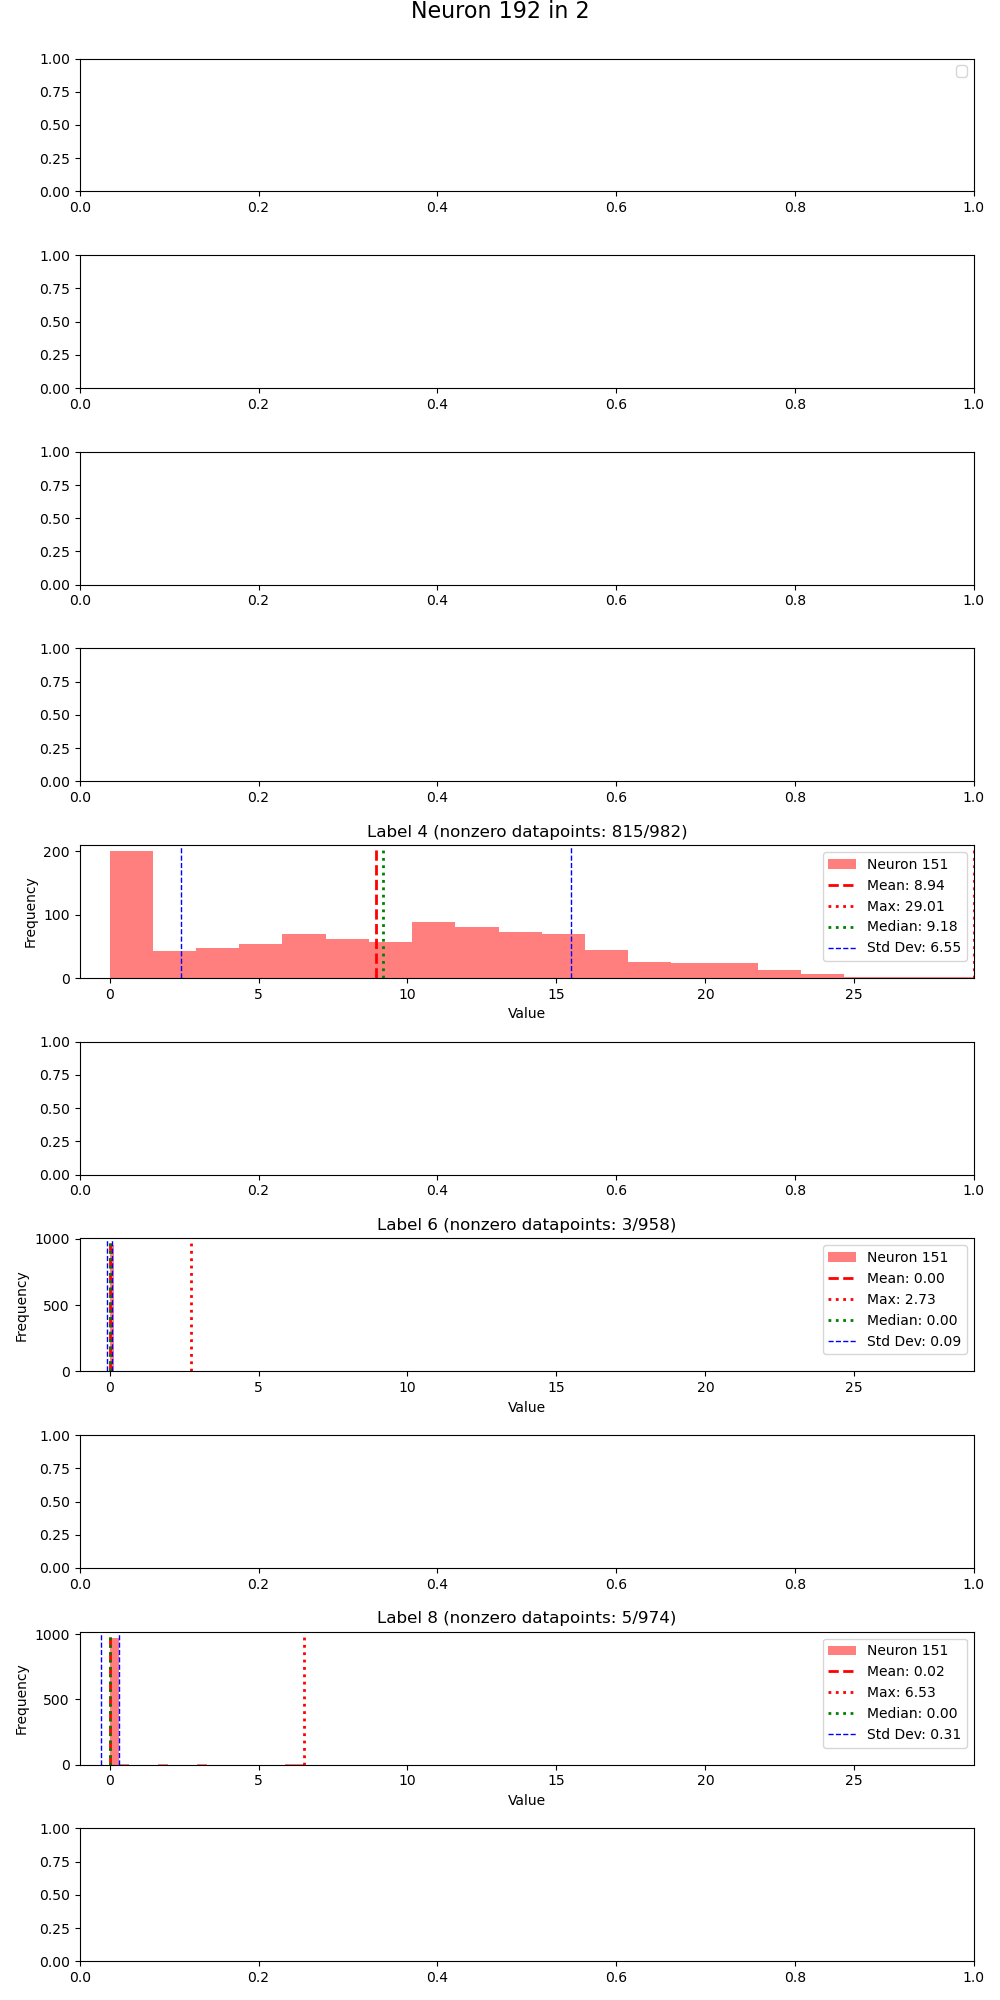 Neuron 192 in 2
1.00
0.75
0.50
0.25
0.00
0.0 0.2 0.4 0.6 0.8 1.0
1.00
0.75
0.50
0.25
0.00
0.0 0.2 0.4 0.6 0.8 1.0
1.00
0.75
0.50
0.25
0.00
0.0 0.2 0.4 0.6 0.8 1.0
1.00
0.75
0.50
0.25
0.00
0.0 0.2 0.4 0.6 0.8 1.0
Label 4 (nonzero datapoints: 815/982)
Frequency
200
100
0
Neuron 151
Mean: 8.94
Max: 29.01
Median: 9.18
Std Dev: 6.55
0 5 10 15 20 25
Value
1.00
0.75
0.50
0.25
0.00
0.0 0.2 0.4 0.6 0.8 1.0
Label 6 (nonzero datapoints: 3/958)
Frequency
1000
500
0
Neuron 151
Mean: 0.00
Max: 2.73
Median: 0.00
Std Dev: 0.09
0 5 10 15 20 25
Value
1.00
0.75
0.50
0.25
0.00
0.0 0.2 0.4 0.6 0.8 1.0
Label 8 (nonzero datapoints: 5/974)
Frequency
1000
500
0
Neuron 151
Mean: 0.02
Max: 6.53
Median: 0.00
Std Dev: 0.31
0 5 10 15 20 25
Value
1.00
0.75
0.50
0.25
0.00
0.0 0.2 0.4 0.6 0.8 1.0